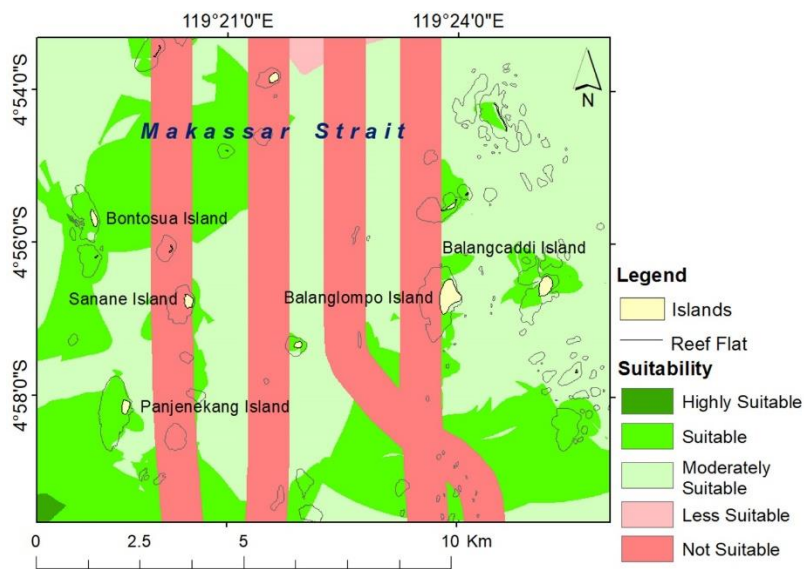 119°21'0"E
119°24'0"E
4°54'0"S
N
Makassar Strait
Bontosua Island
4°56'0"S
Balangcaddi Island
Legend
Sanane Island
Balanglompo Island
Islands
Reef Flat
Suitability
4°58'0"S
Panjenekang Island
Highly Suitable
Suitable
Moderately
Suitable
Less Suitable
Not Suitable
0 2.5 5 10 Km